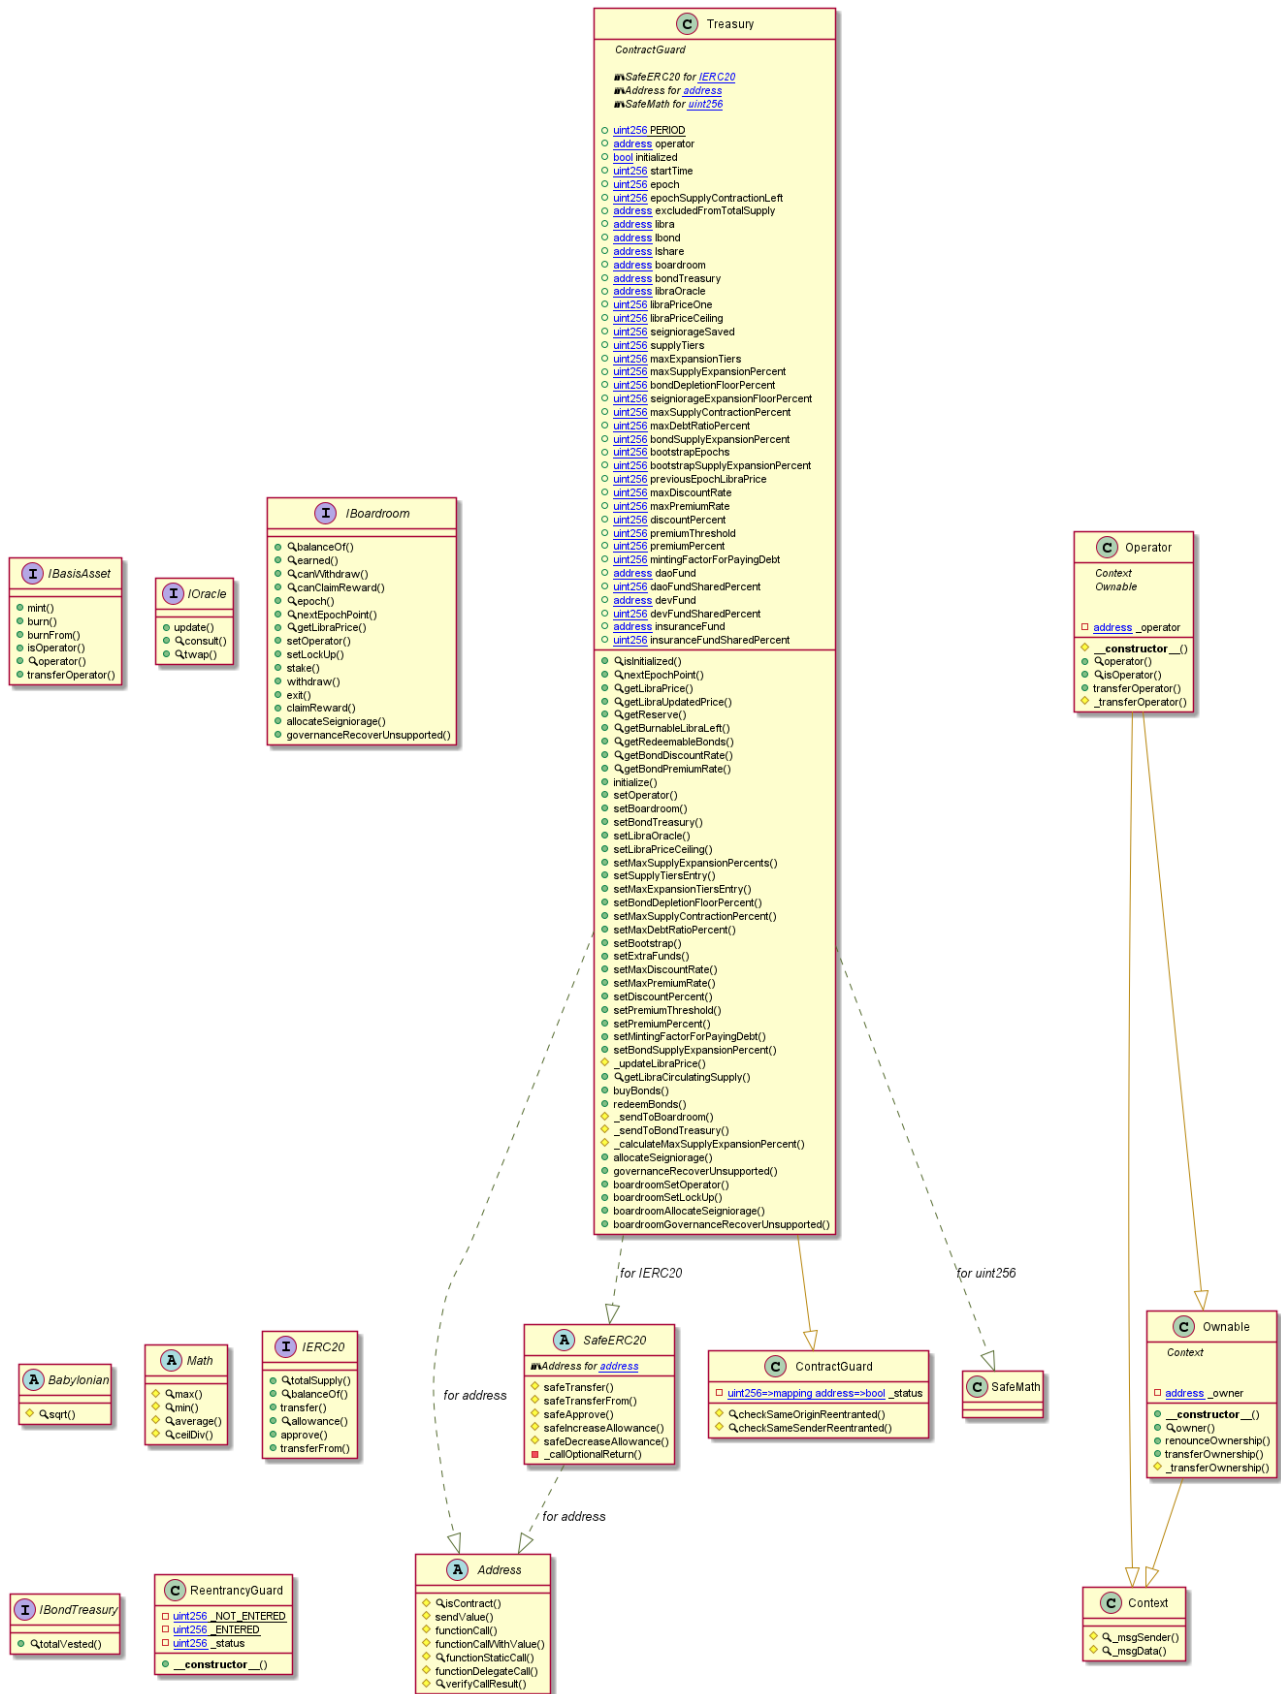 C Treasury
ContractGuard
SafeERC20 for IERC20
Address for address
SafeMath for uint256
uint256 PERIOD
address operator
bool initialized
uint256 startTime
uint256 epoch
uint256 epochSupplyContractionLeft
address excludedFromTotalSupply
address libra
address lbond
address lshare
address boardroom
address bondTreasury
address libraOracle
uint256 libraPriceOne
uint256 libraPriceCeiling
uint256 seigniorageSaved
uint256 supplyTiers
uint256 maxExpansionTiers
uint256 maxSupplyExpansionPercent
uint256 bondDepletionFloorPercent
uint256 seigniorageExpansionFloorPercent
uint256 maxSupplyContractionPercent
uint256 maxDebtRatioPercent
uint256 bondSupplyExpansionPercent
uint256 bootstrapEpochs
uint256 bootstrapSupplyExpansionPercent
uint256 previousEpochLibraPrice
uint256 maxDiscountRate
uint256 maxPremiumRate
uint256 discountPercent
uint256 premiumThreshold
uint256 premiumPercent
uint256 mintingFactorForPayingDebt
address daoFund
uint256 daoFundSharedPercent
address devFund
uint256 devFundSharedPercent
address insuranceFund
uint256 insuranceFundSharedPercent
isInitialized()
nextEpochPoint()
getLibraPrice()
getLibraUpdatedPrice()
getReserve()
getBurnableLibraLeft()
getRedeemableBonds()
getBondDiscountRate()
getBondPremiumRate()
initialize()
setOperator()
setBoardroom()
setBondTreasury()
setLibraOracle()
setLibraPriceCeiling()
setMaxSupplyExpansionPercents()
setSupplyTiersEntry()
setMaxExpansionTiersEntry()
setBondDepletionFloorPercent()
setMaxSupplyContractionPercent()
setMaxDebtRatioPercent()
setBootstrap()
setExtraFunds()
setMaxDiscountRate()
setMaxPremiumRate()
setDiscountPercent()
setPremiumThreshold()
setPremiumPercent()
setMintingFactorForPayingDebt()
setBondSupplyExpansionPercent()
_updateLibraPrice()
getLibraCirculatingSupply()
buyBonds()
redeemBonds()
_sendToBoardroom()
_sendToBondTreasury()
_calculateMaxSupplyExpansionPercent()
allocateSeigniorage()
governanceRecoverUnsupported()
boardroomSetOperator()
boardroomSetLockUp()
boardroomAllocateSeigniorage()
boardroomGovernanceRecoverUnsupported()
I IBasisAsset
mint()
burn()
burnFrom()
isOperator()
operator()
transferOperator()
I IOracle
update()
consult()
twap()
I IBoardroom
balanceOf()
earned()
canWithdraw()
canClaimReward()
epoch()
nextEpochPoint()
getLibraPrice()
setOperator()
setLockUp()
stake()
withdraw()
exit()
claimReward()
allocateSeigniorage()
governanceRecoverUnsupported()
C Operator
Context
Ownable
address _operator
__constructor__()
operator()
isOperator()
transferOperator()
_transferOperator()
for address
for IERC20
for uint256
A Babylonian
sqrt()
A Math
max()
min()
average()
ceilDiv()
I IERC20
totalSupply()
balanceOf()
transfer()
allowance()
approve()
transferFrom()
A SafeERC20
Address for address
safeTransfer()
safeTransferFrom()
safeApprove()
safeIncreaseAllowance()
safeDecreaseAllowance()
_callOptionalReturn()
C ContractGuard
uint256=>mapping address=>bool _status
checkSameOriginReentranted()
checkSameSenderReentranted()
C SafeMath
C Ownable
Context
address _owner
__constructor__()
owner()
renounceOwnership()
transferOwnership()
_transferOwnership()
for address
I IBondTreasury
totalVested()
C ReentrancyGuard
uint256 _NOT_ENTERED
uint256 _ENTERED
uint256 _status
__constructor__()
A Address
isContract()
sendValue()
functionCall()
functionCallWithValue()
functionStaticCall()
functionDelegateCall()
verifyCallResult()
C Context
_msgSender()
_msgData()